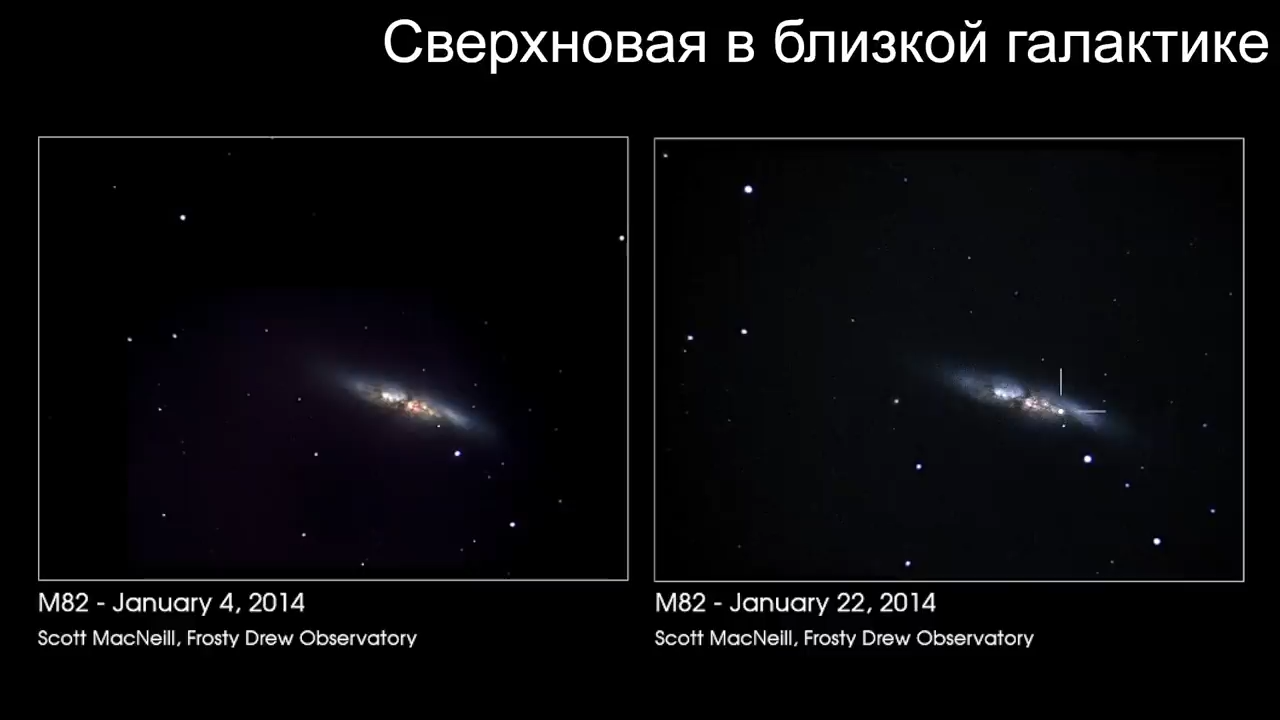 Сверхновая в близкой галактике
M82 - January 4, 2014
Scott MacNeill, Frosty Drew Observatory
M82 - January 22, 2014
Scott MacNeill, Frosty Drew Observatory